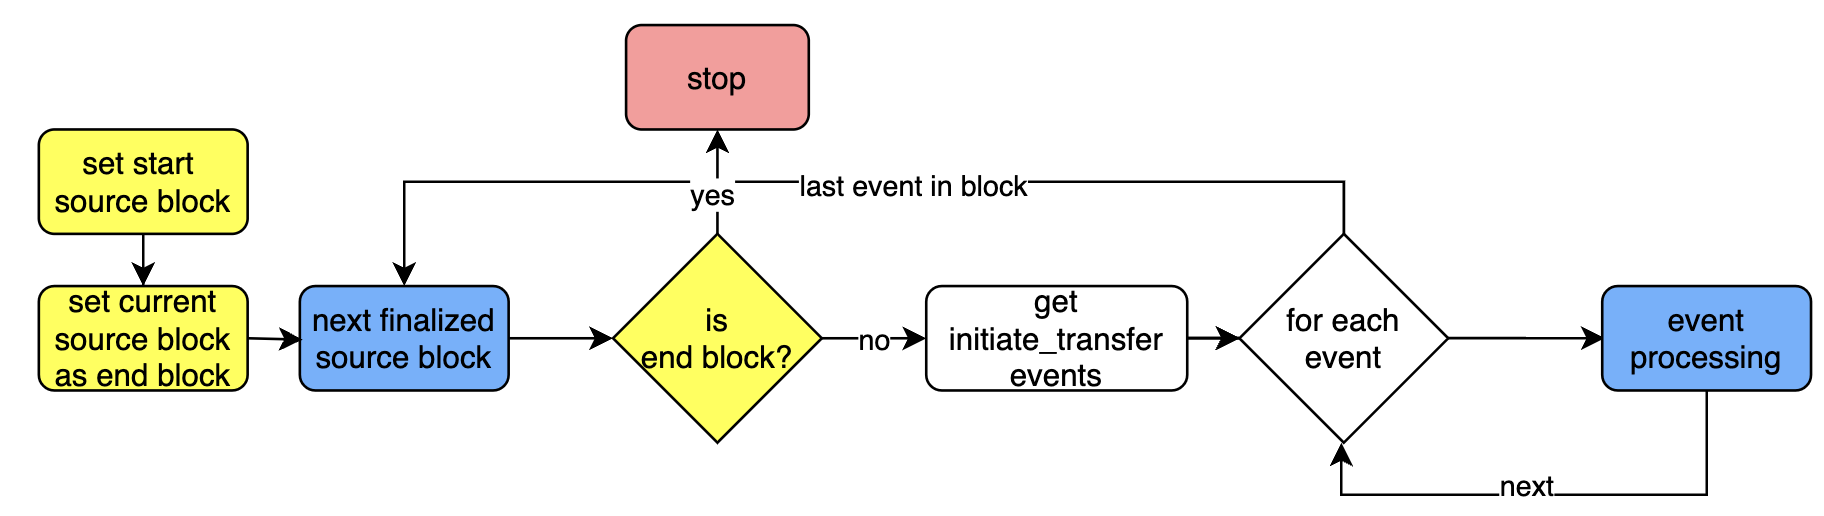 stop
set start
source block
yes
last event in block
set current
source block
as end block
next finalized
source block
is
end block?
no
get
initiate_transfer
events
for each
event
event
processing
next